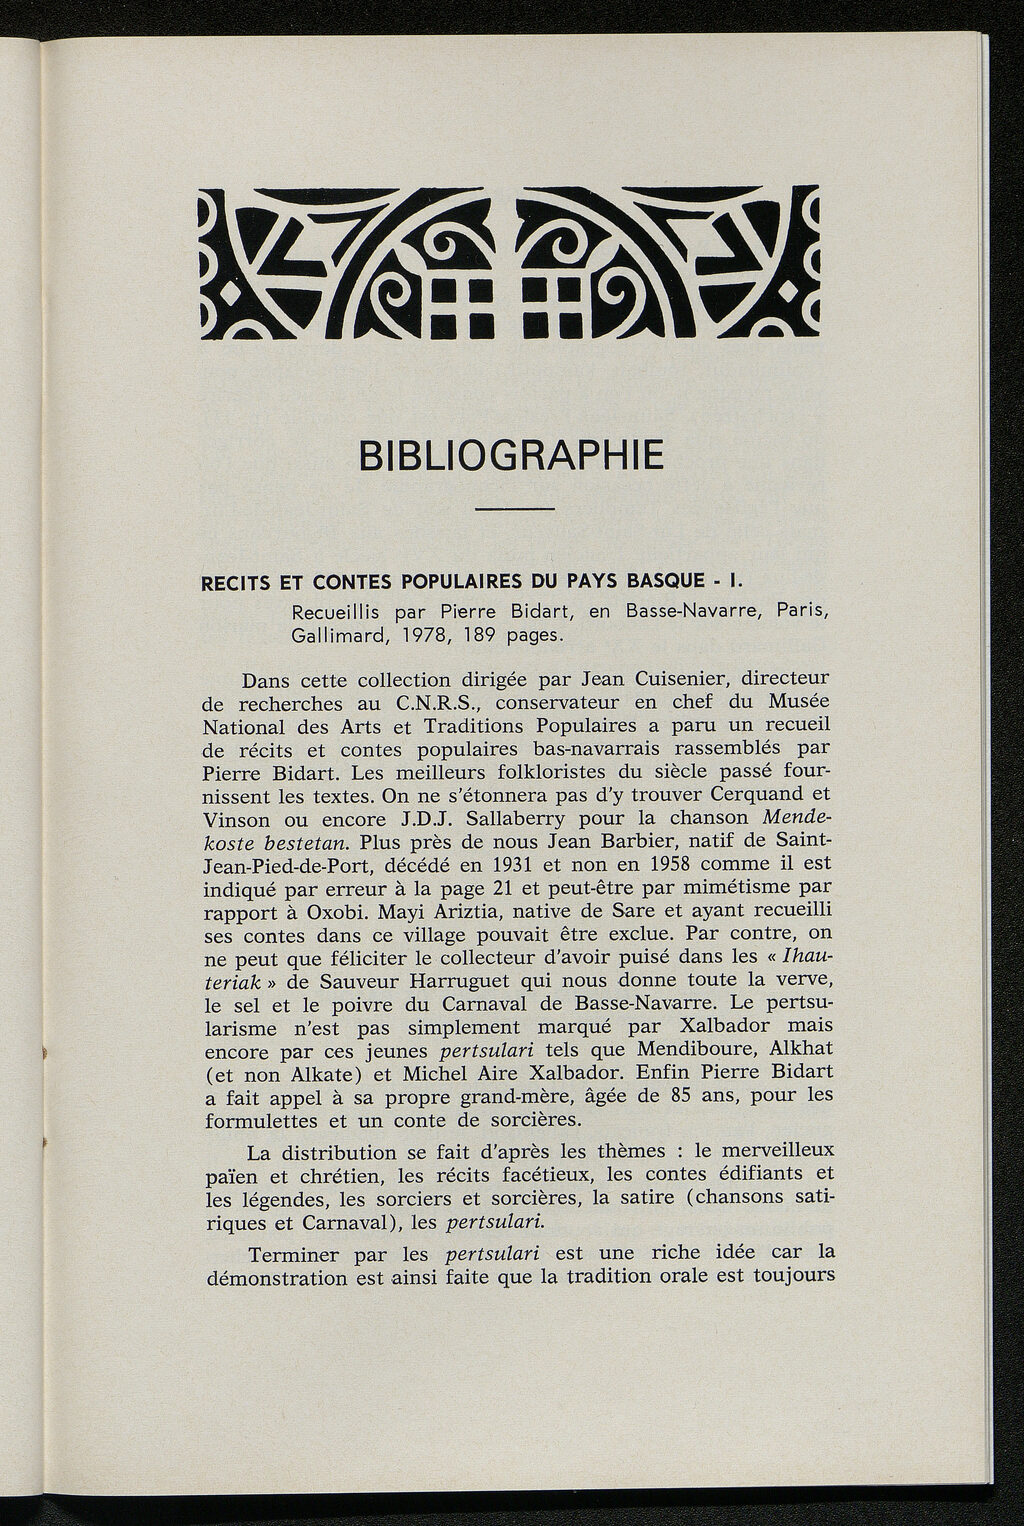 BIBLIOGRAPHIE
RECITS ET CONTES POPULAIRES DU PAYS BASQUE - I.
Recueillis par Pierre Bidart, en Basse-Navarre, Paris,
Gallimard, 1978, 189 pages.
Dans cette collection dirigée par Jean Cuisenier, directeur
de recherches au C.N.R.S., conservateur en chef du Musée
National des Arts et Traditions Populaires a paru un recueil
de récits et contes populaires bas-navarrais rassemblés par
Pierre Bidart. Les meilleurs folkloristes du siècle passé four-
nissent les textes. On ne s'étonnera pas d'y trouver Cerquand et
Vinson ou encore J.D.J. Sallaberry pour la chanson Mende-
koste bestetan. Plus près de nous Jean Barbier, natif de Saint-
Jean-Pied-de-Port, décédé en 1931 et non en 1958 comme il est
indiqué par erreur à la page 21 et peut-être par mimétisme par
rapport à Oxobi. Mayi Ariztia, native de Sare et ayant recueilli
ses contes dans ce village pouvait être exclue. Par contre, on
ne peut que féliciter le collecteur d'avoir puisé dans les « Ihau-
teriak » de Sauveur Harruguet qui nous donne toute la verve,
le sel et le poivre du Carnaval de Basse-Navarre. Le pertsu-
larisme n'est pas simplement marqué par Xalbador mais
encore par ces jeunes pertsulari tels que Mendiboure, Alkhat
(et non Alkate) et Michel Aire Xalbador. Enfin Pierre Bidart
a fait appel à sa propre grand-mère, âgée de 85 ans, pour les
formulettes et un conte de sorcières.
La distribution se fait d'après les thèmes : le merveilleux
païen et chrétien, les récits facétieux, les contes édifiants et
les légendes, les sorciers et sorcières, la satire (chansons sati-
riques et Carnaval), les pertsulari.
Terminer par les pertsulari est une riche idée car la
démonstration est ainsi faite que la tradition orale est toujours